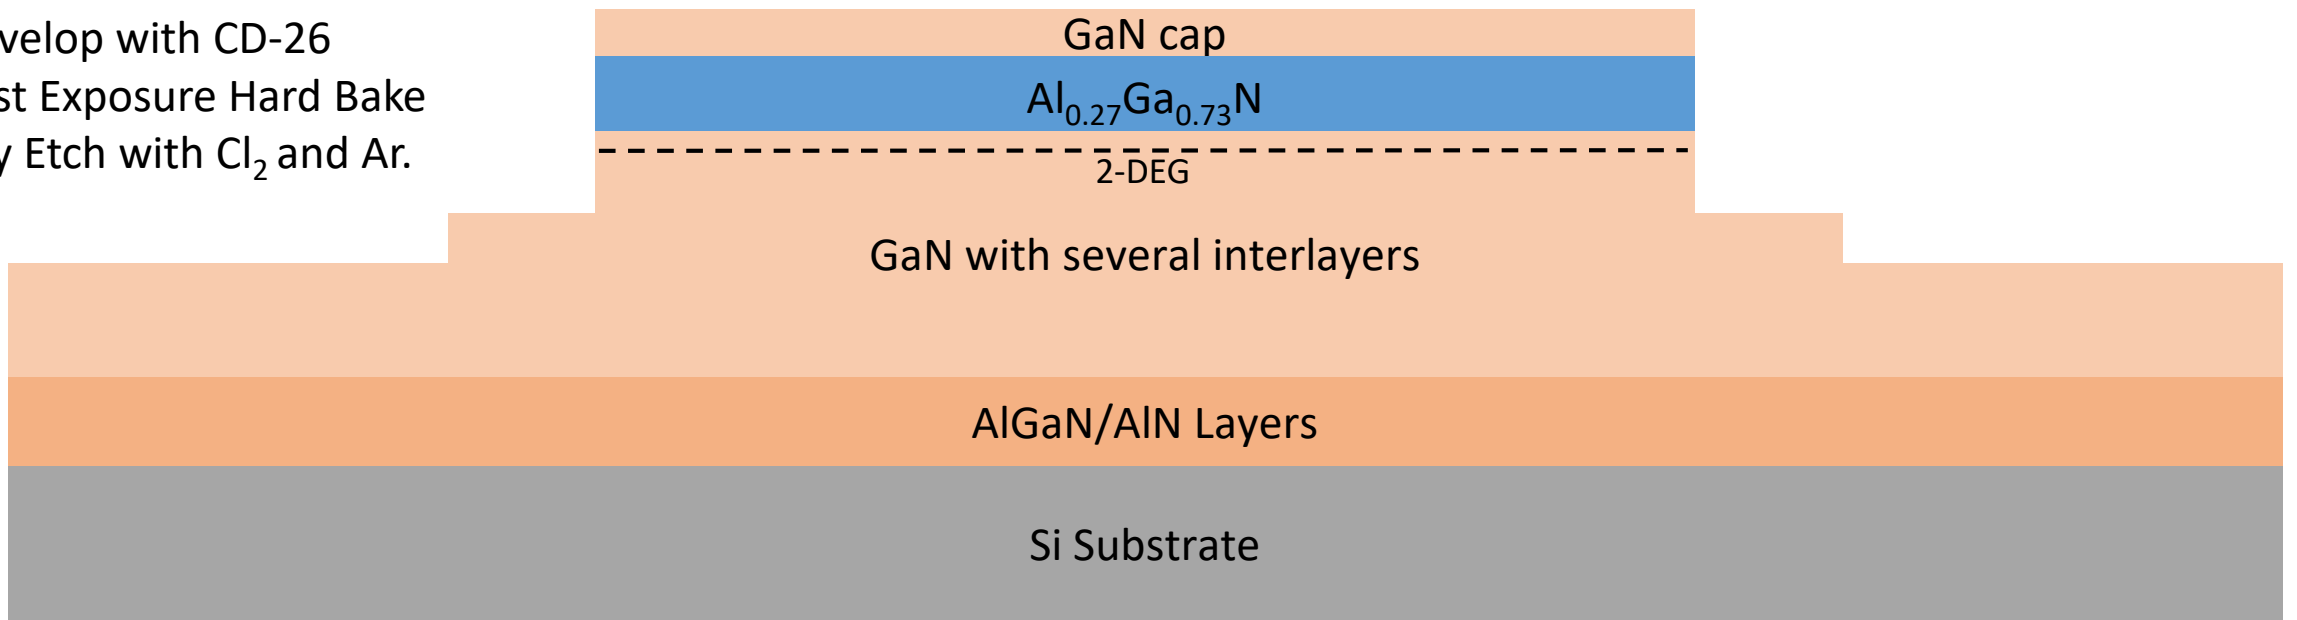 velop with CD-26
st Exposure Hard Bake
y Etch with Cl₂ and Ar.
GaN cap
Al₀.₂₇Ga₀.₇₃N
2-DEG
GaN with several interlayers
AlGaN/AlN Layers
Si Substrate